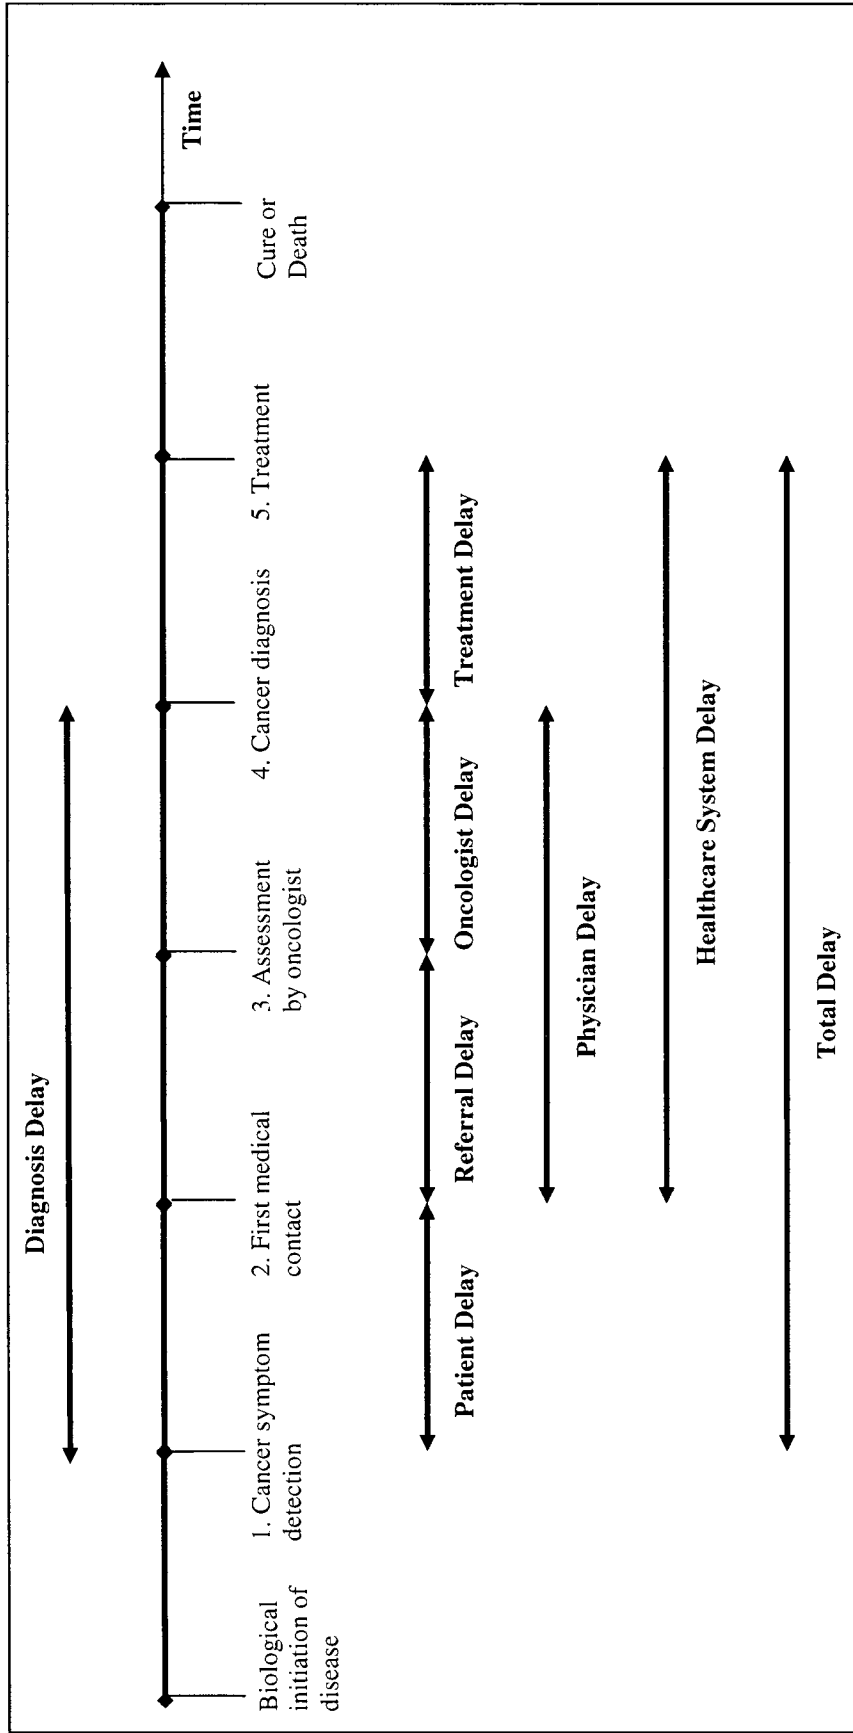 Diagnosis Delay
Time
Biological
initiation of
disease
1. Cancer symptom
detection
2. First medical
contact
3. Assessment
by oncologist
4. Cancer diagnosis
5. Treatment
Cure or
Death
Patient Delay
Referral Delay
Oncologist Delay
Treatment Delay
Physician Delay
Healthcare System Delay
Total Delay